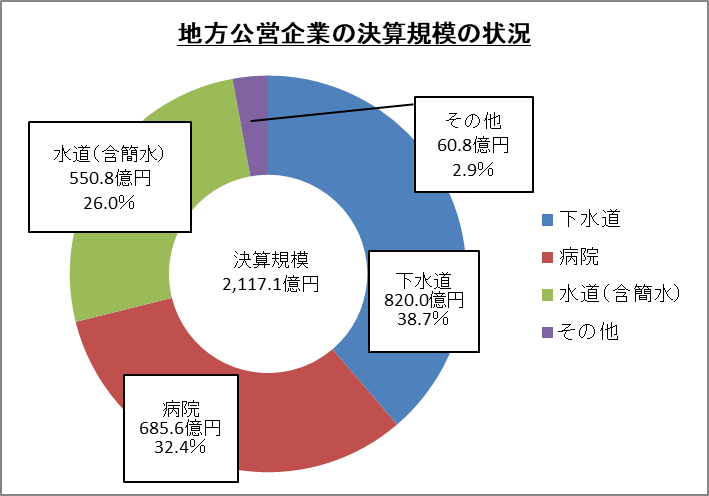 地方公営企業の決算規模の状況
その他
60.8億円
2.9%
水道(含簡水)
550.8億円
26.0%
決算規模
2,117.1億円
下水道
820.0億円
38.7%
病院
685.6億円
32.4%
下水道
病院
水道(含簡水)
その他